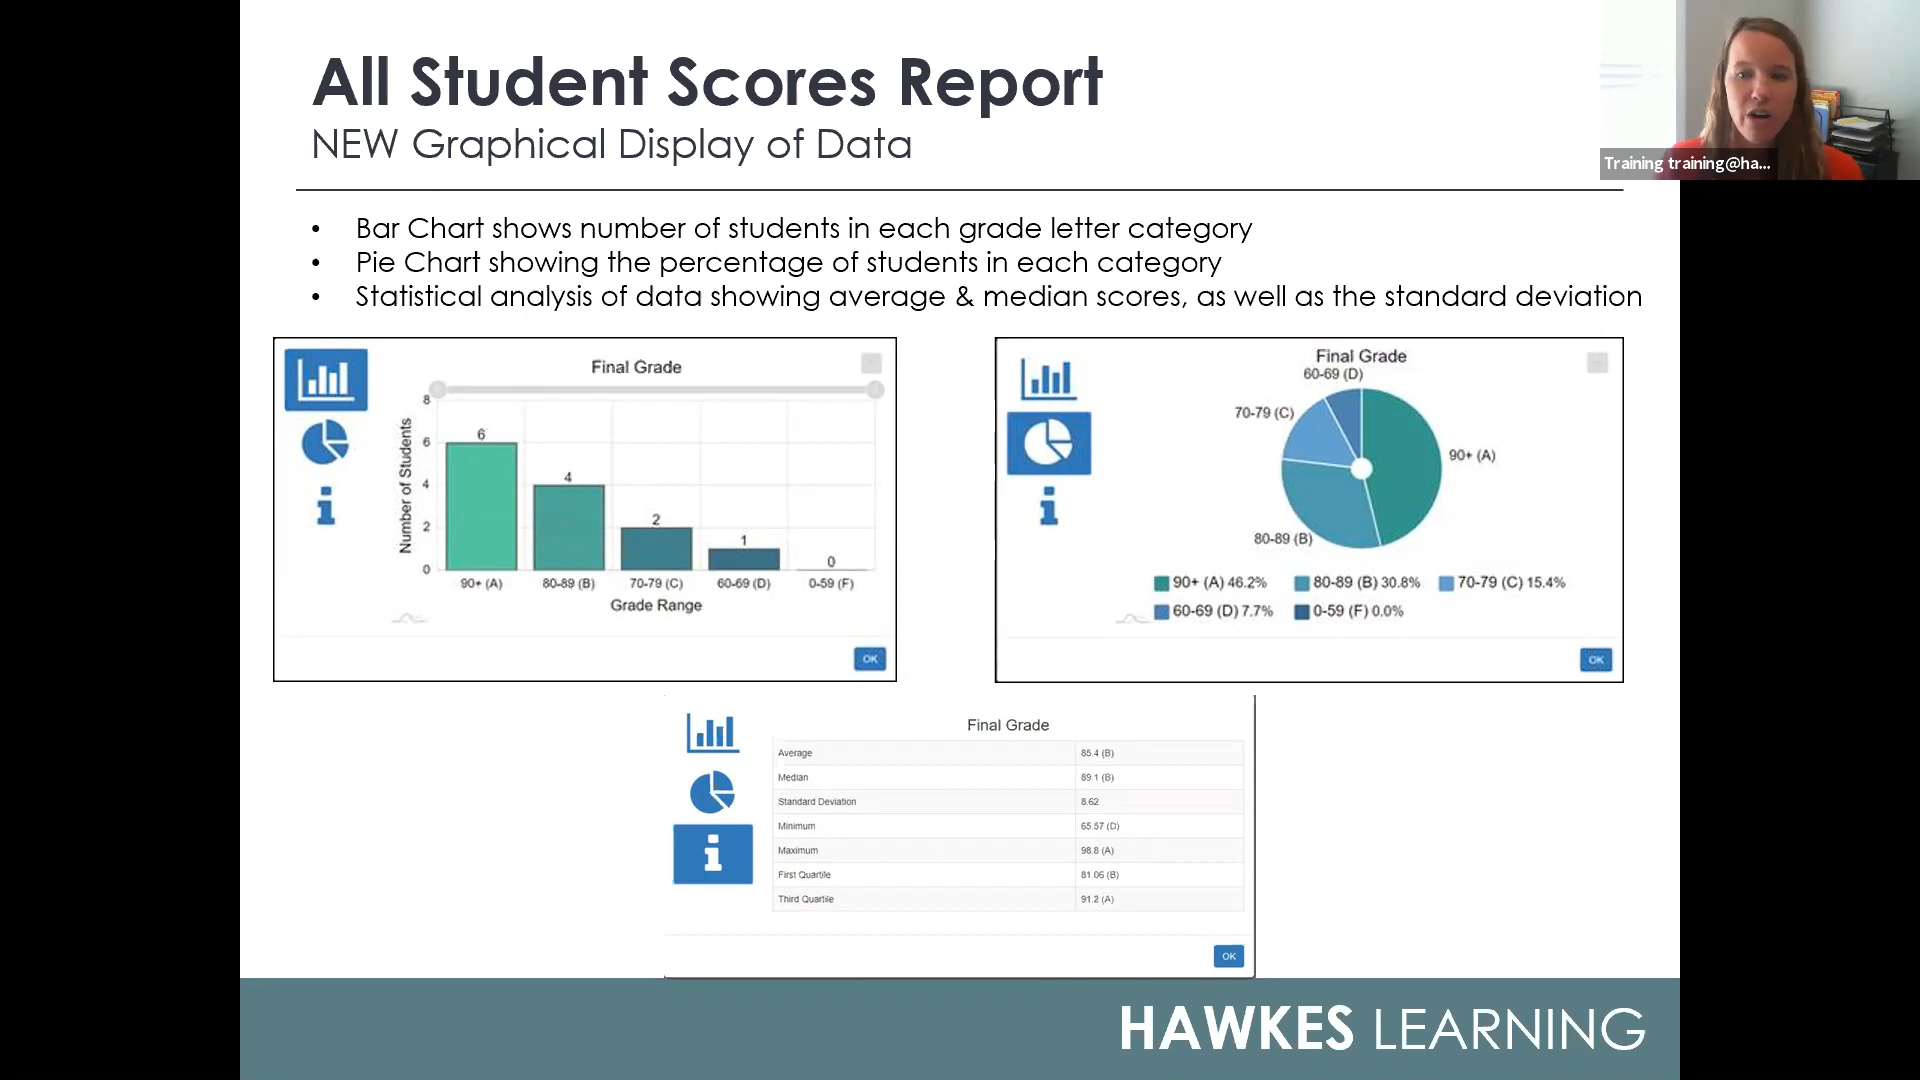 All Student Scores Report
NEW Graphical Display of Data
Training training@ha...
• Bar Chart shows number of students in each grade letter category
• Pie Chart showing the percentage of students in each category
• Statistical analysis of data showing average & median scores, as well as the standard deviation
Final Grade
Number of Students
8
6
4
2
0
6
4
2
1
0
90+ (A) 80-89 (B) 70-79 (C) 60-69 (D) 0-59 (F)
Grade Range
OK
Final Grade
60-69 (D)
70-79 (C)
90+ (A)
80-89 (B)
90+ (A) 46.2% 80-89 (B) 30.8% 70-79 (C) 15.4%
60-69 (D) 7.7% 0-59 (F) 0.0%
OK
Final Grade
Average 85.4 (B)
Median 89.1 (B)
Standard Deviation 8.62
Minimum 65.57 (D)
Maximum 98.8 (A)
First Quartile 81.06 (B)
Third Quartile 91.2 (A)
OK
HAWKES LEARNING